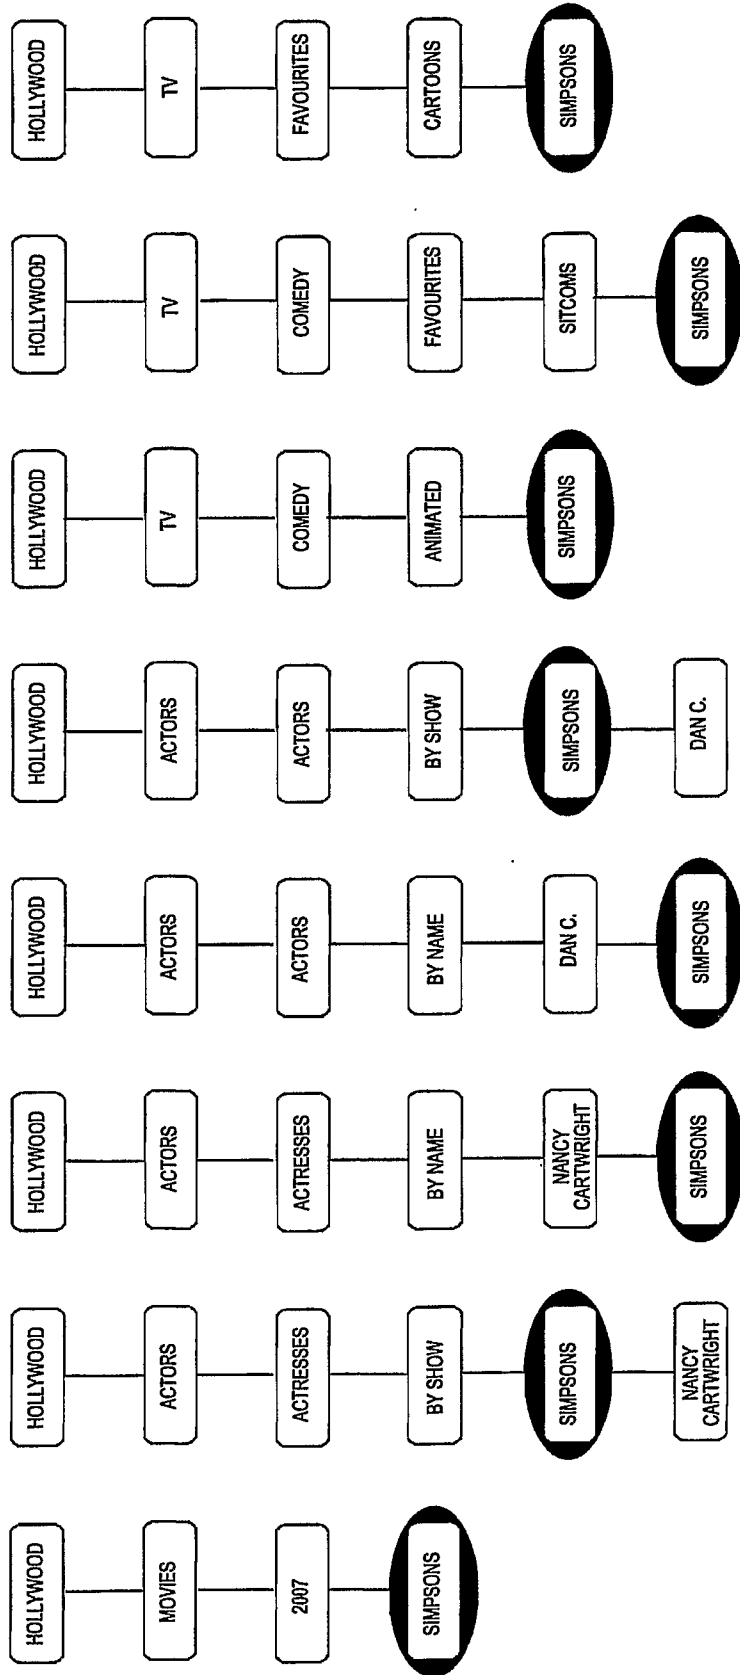 HOLLYWOOD
MOVIES
2007
SIMPSONS
HOLLYWOOD
ACTORS
ACTRESSES
BY SHOW
SIMPSONS
NANCY
CARTWRIGHT
HOLLYWOOD
ACTORS
ACTRESSES
BY NAME
NANCY
CARTWRIGHT
SIMPSONS
HOLLYWOOD
ACTORS
ACTORS
BY NAME
DAN C.
SIMPSONS
HOLLYWOOD
ACTORS
ACTORS
BY SHOW
SIMPSONS
DAN C.
HOLLYWOOD
TV
COMEDY
ANIMATED
SIMPSONS
HOLLYWOOD
TV
COMEDY
FAVOURITES
SITCOMS
SIMPSONS
HOLLYWOOD
TV
FAVOURITES
CARTOONS
SIMPSONS